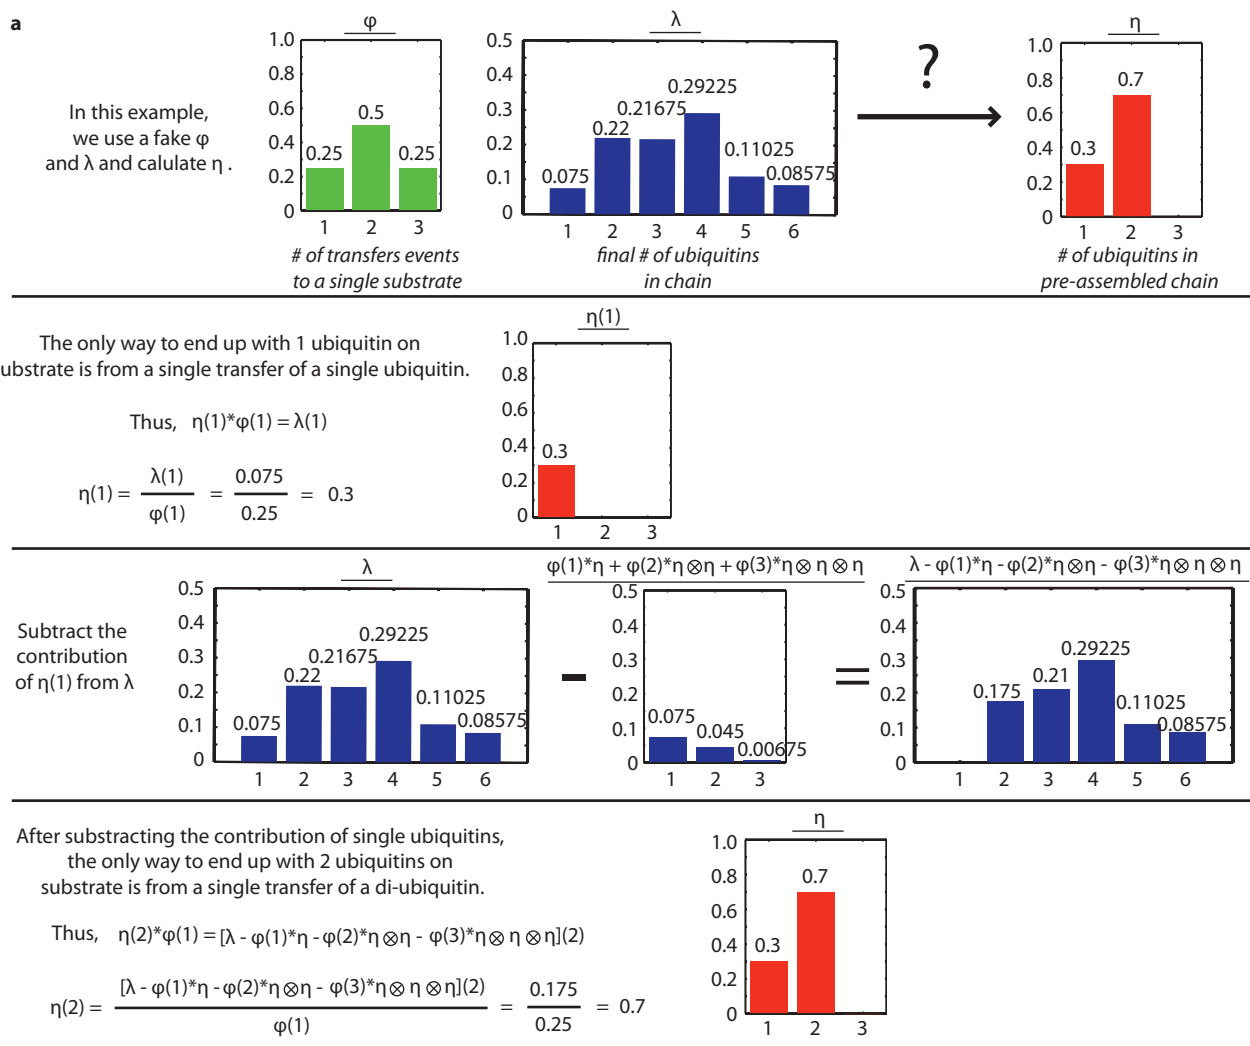 a
In this example,
we use a fake φ
and λ and calulate η .
φ
1.0
0.8
0.6
0.4
0.2
0
0.25
0.5
0.25
1 2 3
# of transfers events
to a single substrate
λ
0.5
0.4
0.3
0.2
0.1
0
0.075
0.22
0.21675
0.29225
0.11025
0.08575
1 2 3 4 5 6
final # of ubiquitins
in chain
?
η
1.0
0.8
0.6
0.4
0.2
0
0.3
0.7
1 2 3
# of ubiquitins in
pre-assembled chain
The only way to end up with 1 ubiquitin on
ubstrate is from a single transfer of a single ubiquitin.
Thus, η(1)*φ(1) = λ(1)
η(1) = λ(1) / φ(1) = 0.075 / 0.25 = 0.3
η(1)
1.0
0.8
0.6
0.4
0.2
0
0.3
1 2 3
Subtract the
contribution
of η(1) from λ
λ
0.5
0.4
0.3
0.2
0.1
0
0.075
0.22
0.21675
0.29225
0.11025
0.08575
1 2 3 4 5 6
-
φ(1)*η + φ(2)*η⊗η + φ(3)*η⊗ η ⊗ η
0.5
0.4
0.3
0.2
0.1
0
0.075
0.045
0.00675
1 2 3
=
λ - φ(1)*η - φ(2)*η⊗η - φ(3)*η⊗ η ⊗ η
0.5
0.4
0.3
0.2
0.1
0
0.175
0.21
0.29225
0.11025
0.08575
1 2 3 4 5 6
After substracting the contribution of single ubiquitins,
the only way to end up with 2 ubiquitins on
substrate is from a single transfer of a di-ubiquitin.
Thus, η(2)*φ(1) = [λ - φ(1)*η - φ(2)*η⊗η - φ(3)*η⊗ η ⊗ η](2)
η(2) = [λ - φ(1)*η - φ(2)*η⊗η - φ(3)*η⊗ η ⊗ η](2) / φ(1) = 0.175 / 0.25 = 0.7
η
1.0
0.8
0.6
0.4
0.2
0
0.3
0.7
1 2 3